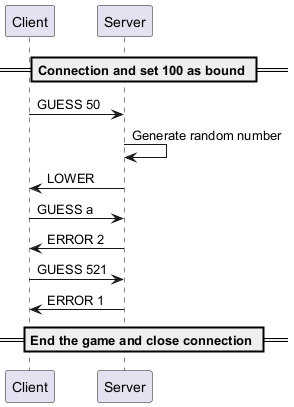 Client Server
Connection and set 100 as bound
GUESS 50
Generate random number
LOWER
GUESS a
ERROR 2
GUESS 521
ERROR 1
End the game and close connection
Client Server